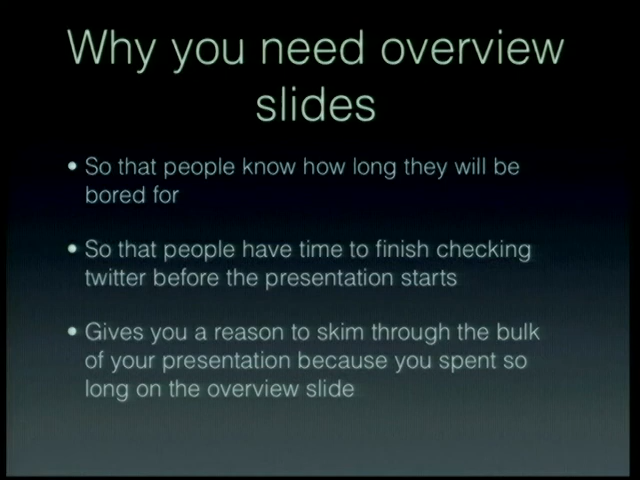 Why you need overview
slides
• So that people know how long they will be
bored for
• So that people have time to finish checking
twitter before the presentation starts
• Gives you a reason to skim through the bulk
of your presentation because you spent so
long on the overview slide